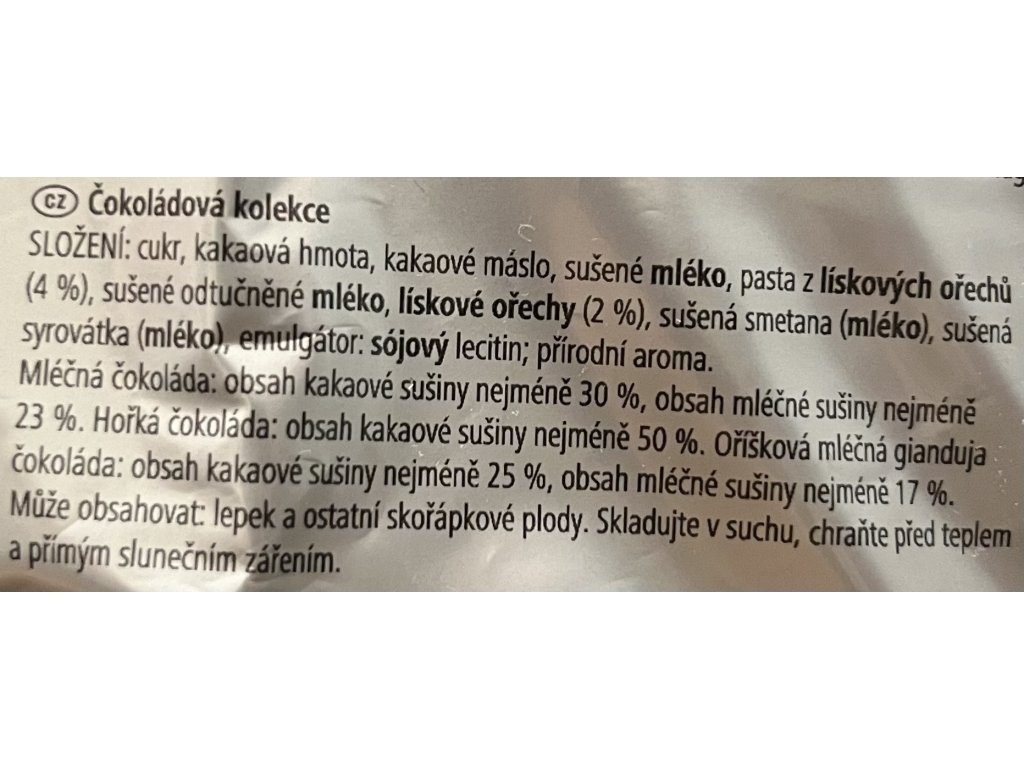 CZ Čokoládová kolekce
SLOŽENÍ: cukr, kakaová hmota, kakaové máslo, sušené mléko, pasta z lískových ořechů
(4 %), sušené odtučněné mléko, lískové ořechy (2 %), sušená smetana (mléko), sušená
syrovátka (mléko), emulgátor: sójový lecitin; přírodní aroma.
Mléčná čokoláda: obsah kakaové sušiny nejméně 30 %, obsah mléčné sušiny nejméně
23 %. Hořká čokoláda: obsah kakaové sušiny nejméně 50 %. Oříšková mléčná gianduja
čokoláda: obsah kakaové sušiny nejméně 25 %, obsah mléčné sušiny nejméně 17 %.
Může obsahovat: lepek a ostatní skořápkové plody. Skladujte v suchu, chraňte před teplem
a přímým slunečním zářením.